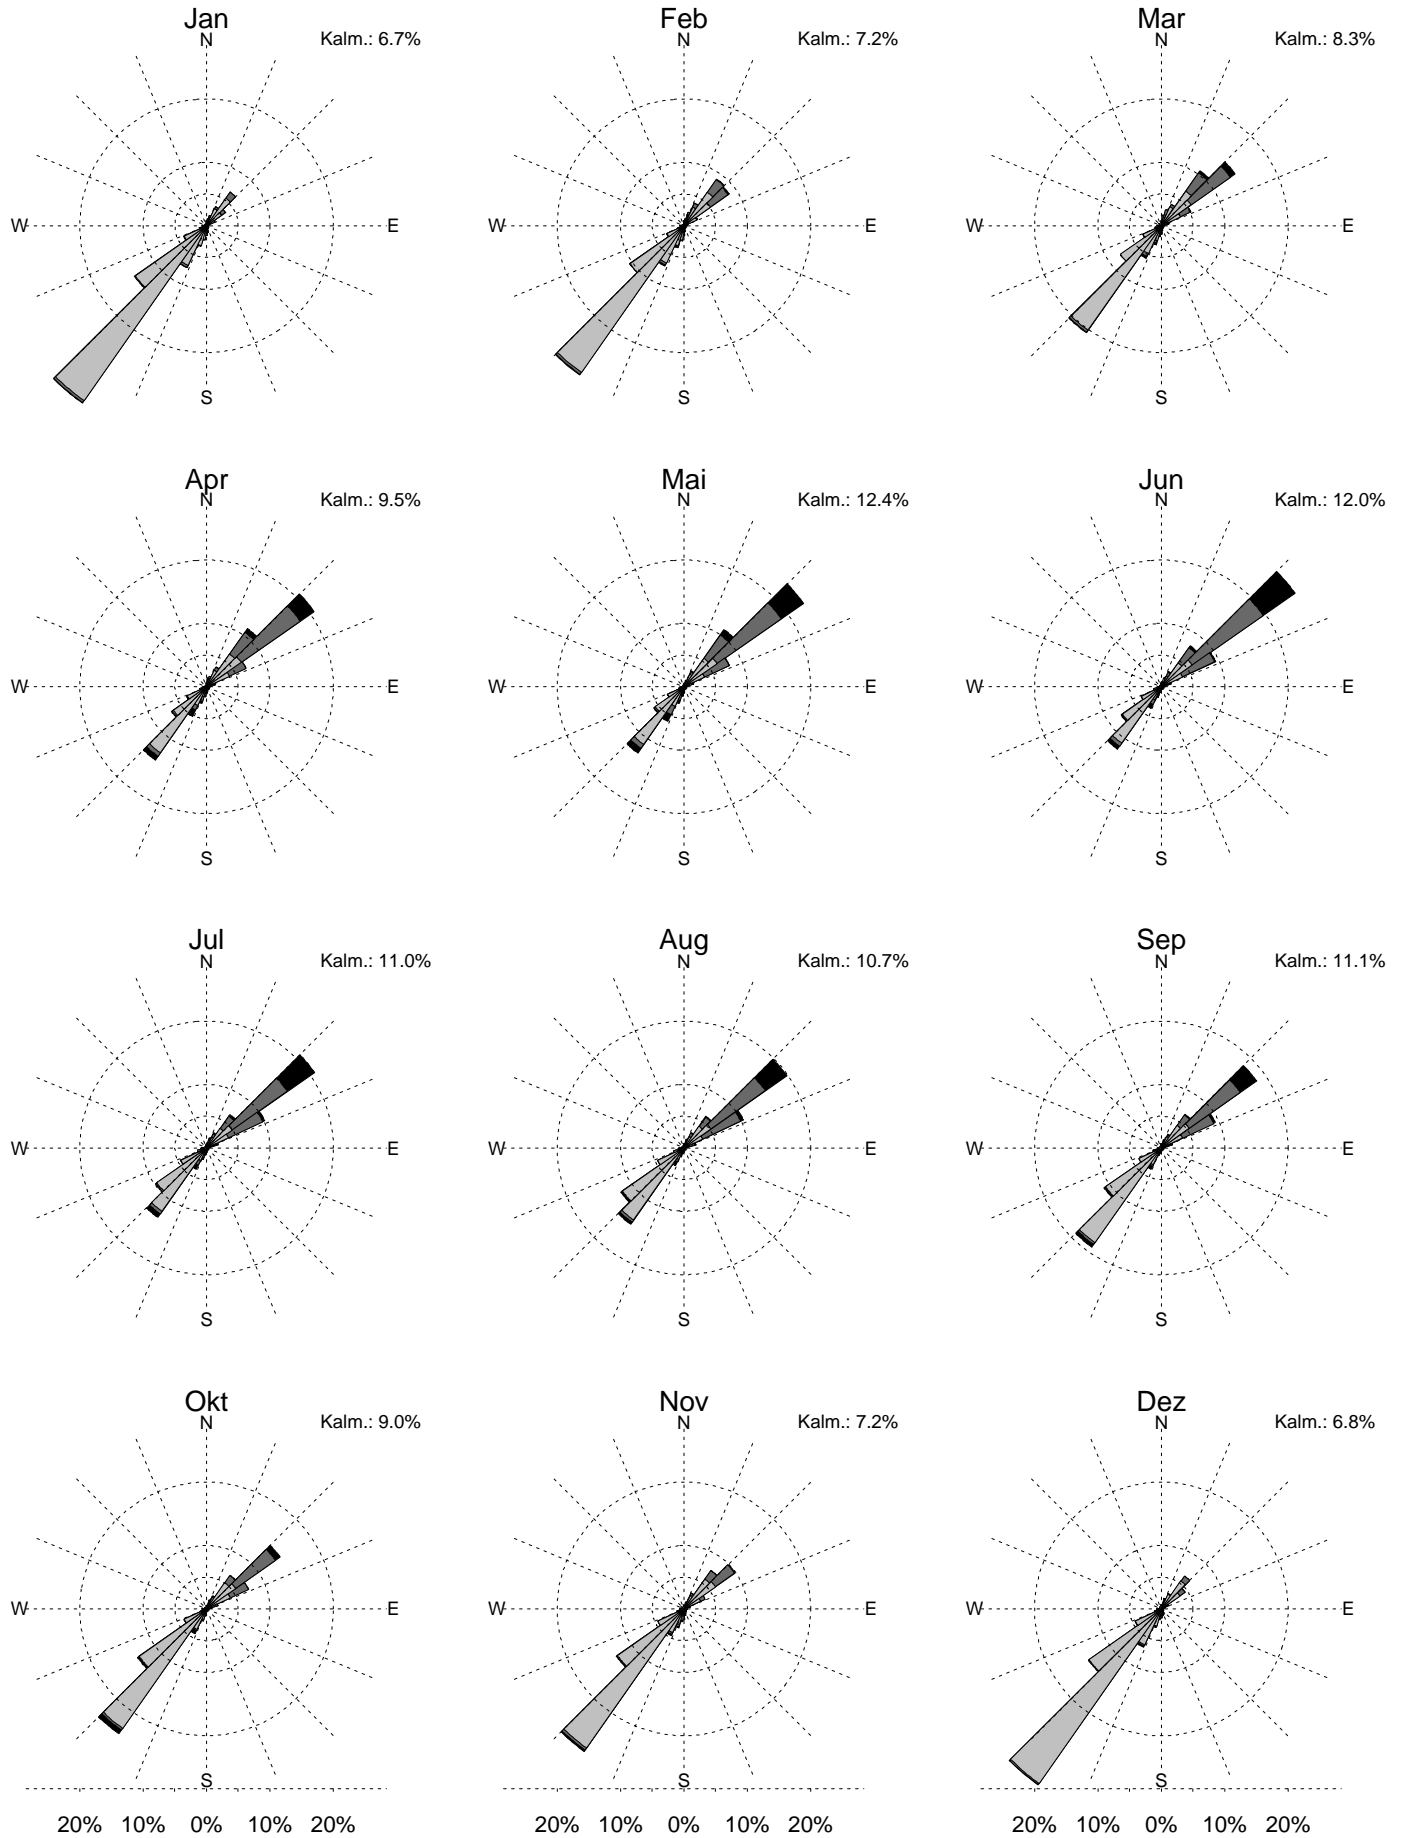 Jan Feb Mar
N Kalm.: 6.7% N Kalm.: 7.2% N Kalm.: 8.3%
W E W E W E
S S S
Apr Mai Jun
N Kalm.: 9.5% N Kalm.: 12.4% N Kalm.: 12.0%
W E W E W E
S S S
Jul Aug Sep
N Kalm.: 11.0% N Kalm.: 10.7% N Kalm.: 11.1%
W E W E W E
S S S
Okt Nov Dez
N Kalm.: 9.0% N Kalm.: 7.2% N Kalm.: 6.8%
W E W E W E
S S S
20% 10% 0% 10% 20% 20% 10% 0% 10% 20% 20% 10% 0% 10% 20%